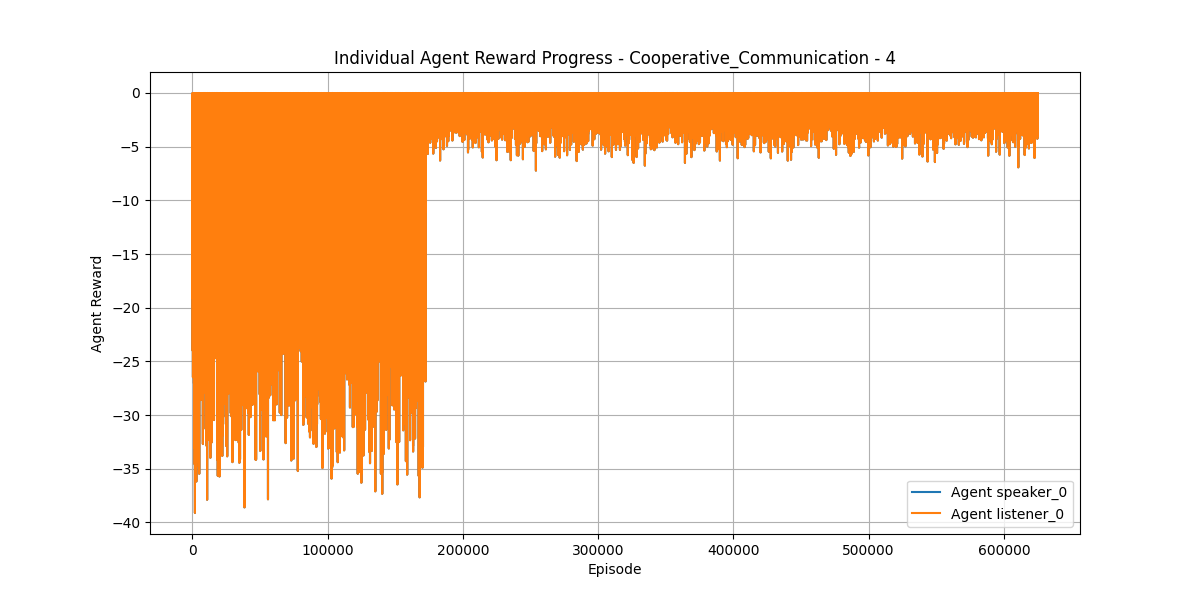 Individual Agent Reward Progress - Cooperative_Communication - 4
0
−5
−10
−15
−20
−25
−30
−35
−40
Agent Reward
Agent speaker_0
Agent listener_0
0 100000 200000 300000 400000 500000 600000
Episode